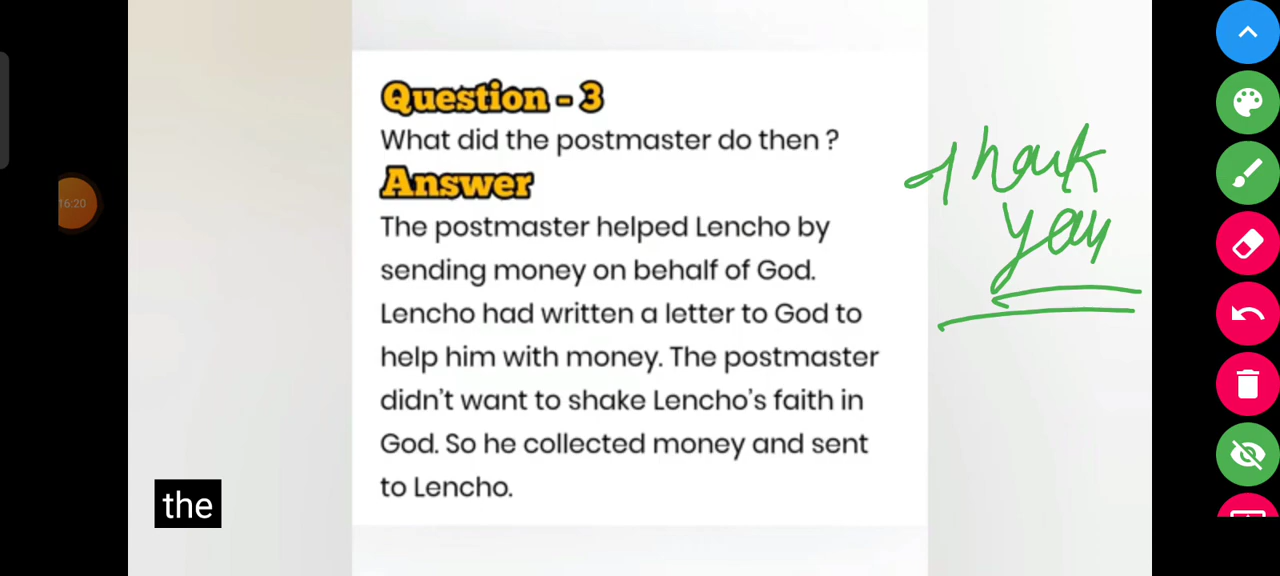 Question - 3
What did the postmaster do then ?
Answer
The postmaster helped Lencho by
sending money on behalf of God.
Lencho had written a letter to God to
help him with money. The postmaster
didn't want to shake Lencho's faith in
God. So he collected money and sent
to Lencho.
Thank
you
16:20
the